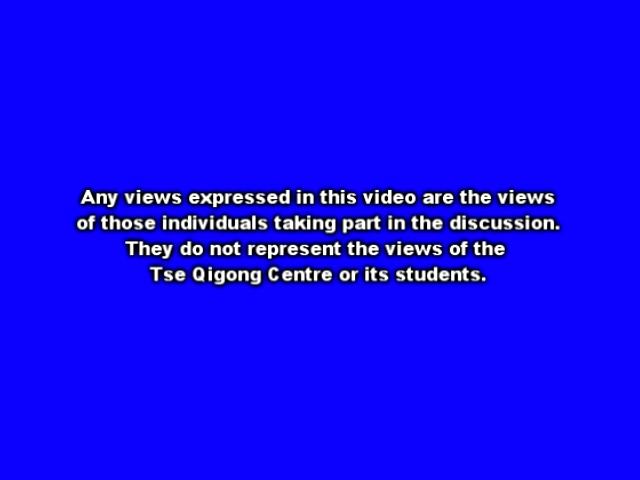 Any views expressed in this video are the views
of those individuals taking part in the discussion.
They do not represent the views of the
Tse Qigong Centre or its students.